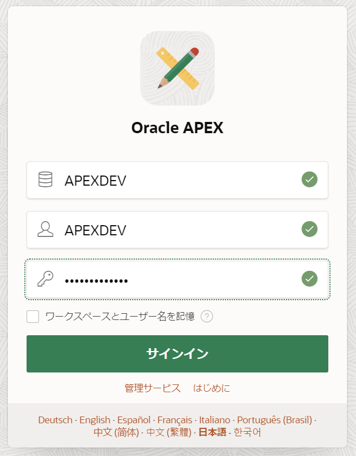 Oracle APEX
APEXDEV
APEXDEV
•••••••••••••
ワークスペースとユーザー名を記憶 ?
サインイン
管理サービス はじめに
Deutsch · English · Español · Français · Italiano · Português (Brasil) ·
中文 (简体) · 中文 (繁體) · 日本語 · 한국어